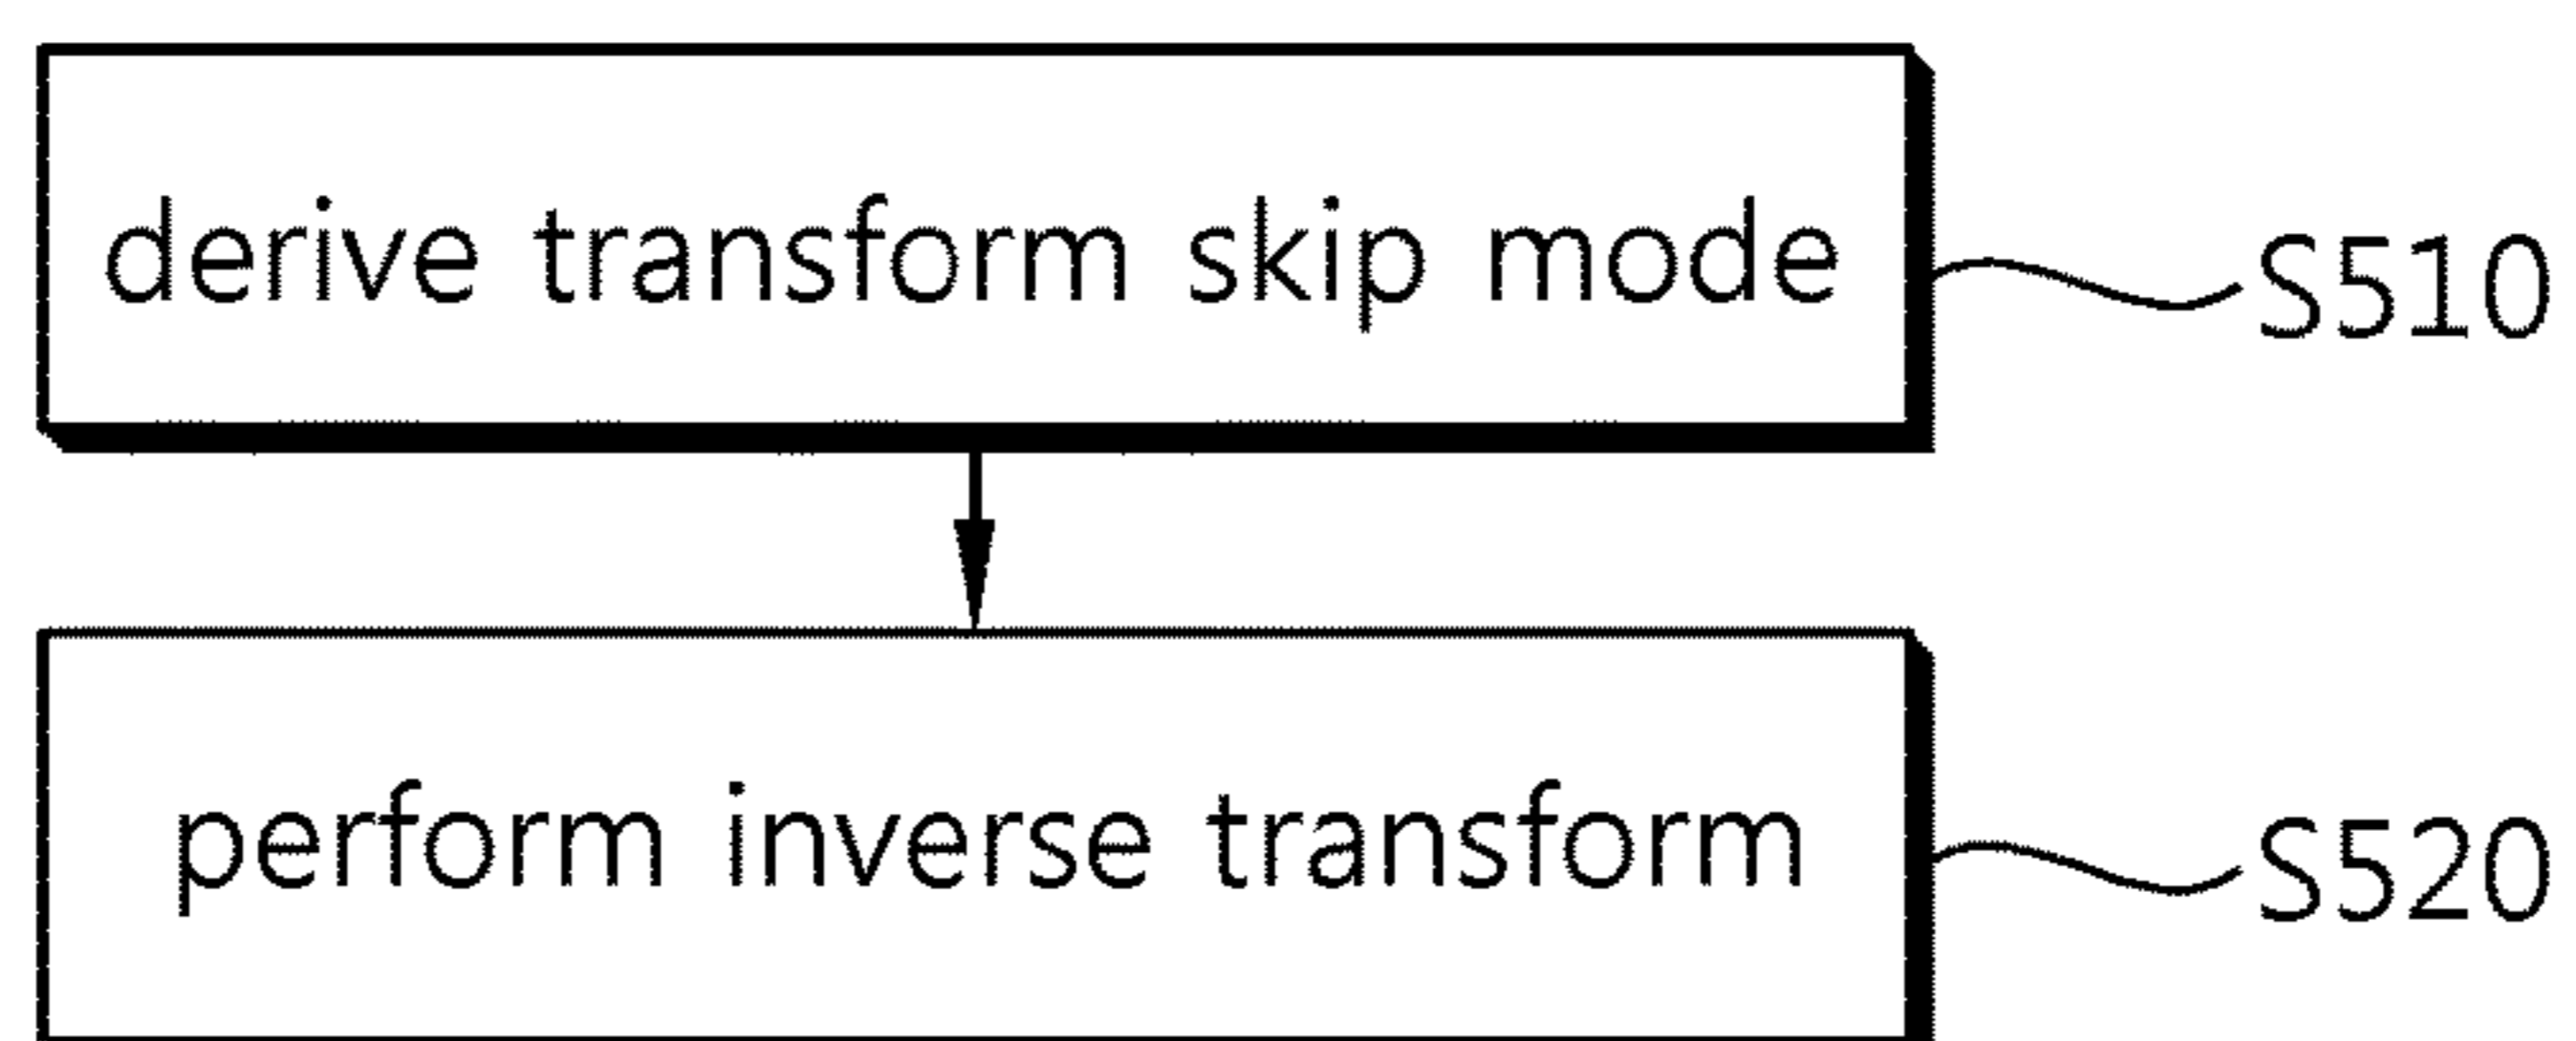 derive transform skip mode
S510
perform inverse transform
S520